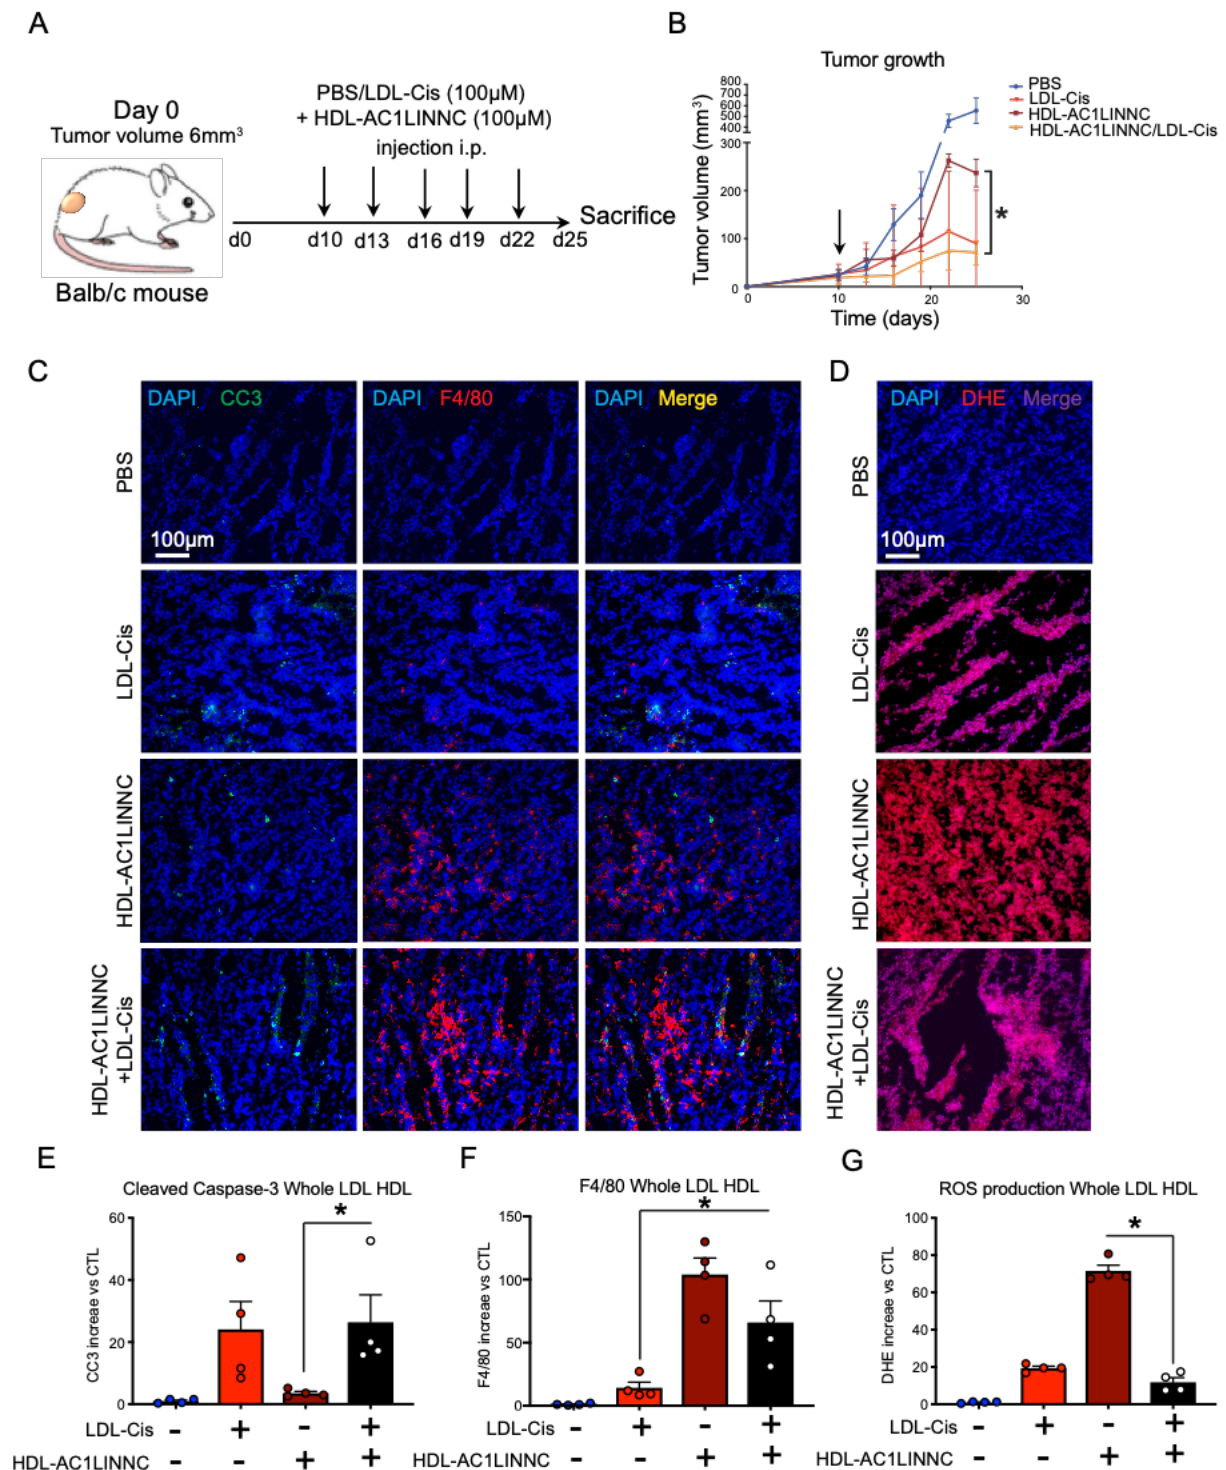 A
Day 0
Tumor volume 6mm³
PBS/LDL-Cis (100µM)
+ HDL-AC1LINNC (100µM)
injection i.p.
d0
d10
d13
d16
d19
d22
d25
Sacrifice
Balb/c mouse
B
Tumor growth
PBS
LDL-Cis
HDL-AC1LINNC
HDL-AC1LINNC/LDL-Cis
Tumor volume (mm³)
800
700
600
500
400
300
200
100
0
*
0
10
20
30
Time (days)
C
DAPI CC3
DAPI F4/80
DAPI Merge
PBS
100µm
LDL-Cis
HDL-AC1LINNC
HDL-AC1LINNC
+LDL-Cis
D
DAPI DHE Merge
PBS
100µm
LDL-Cis
HDL-AC1LINNC
HDL-AC1LINNC
+LDL-Cis
E
Cleaved Caspase-3 Whole LDL HDL
*
CC3 increae vs CTL
60
40
20
0
LDL-Cis - + - +
HDL-AC1LINNC - - + +
F
F4/80 Whole LDL HDL
*
F4/80 increae vs CTL
150
100
50
0
LDL-Cis - + - +
HDL-AC1LINNC - - + +
G
ROS production Whole LDL HDL
*
DHE increae vs CTL
100
80
60
40
20
0
LDL-Cis - + - +
HDL-AC1LINNC - - + +